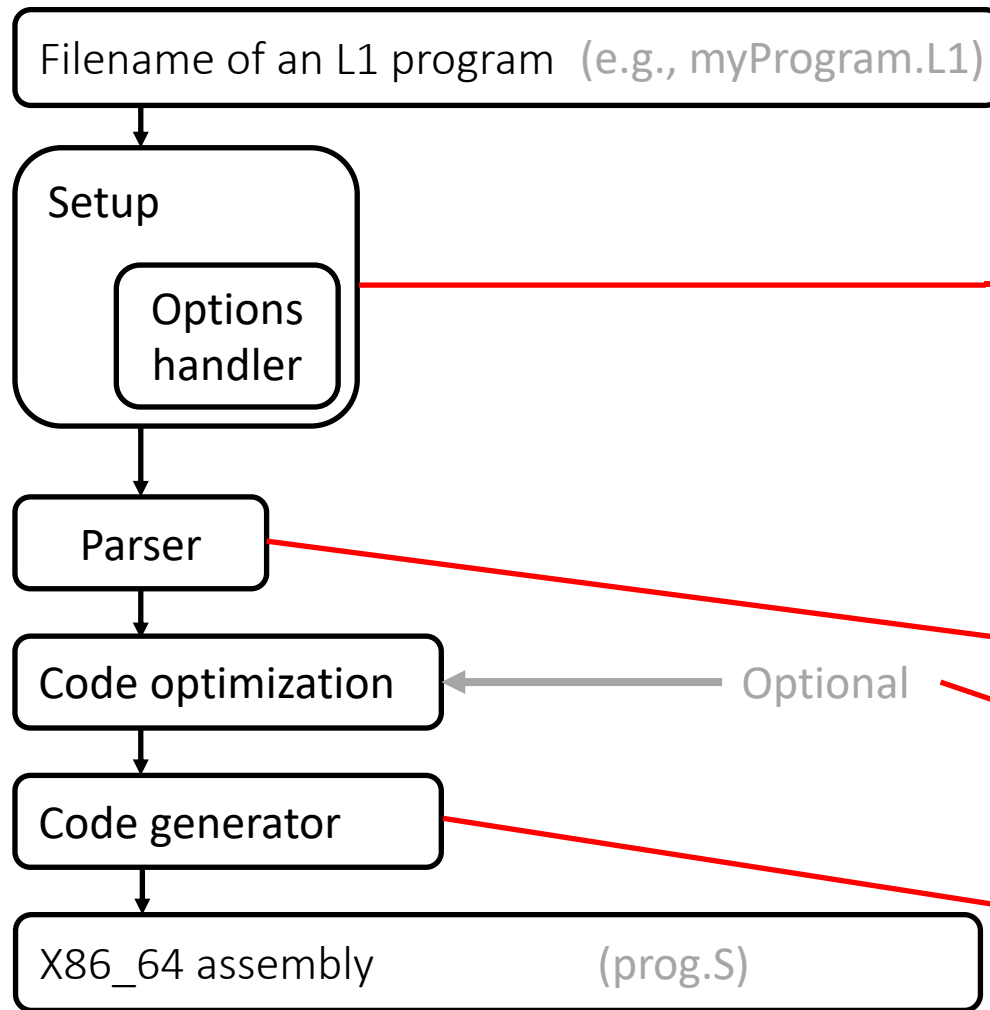 Filename of an L1 program (e.g., myProgram.L1)
Setup
Options
handler
Parser
Code optimization
Optional
Code generator
X86_64 assembly (prog.S)